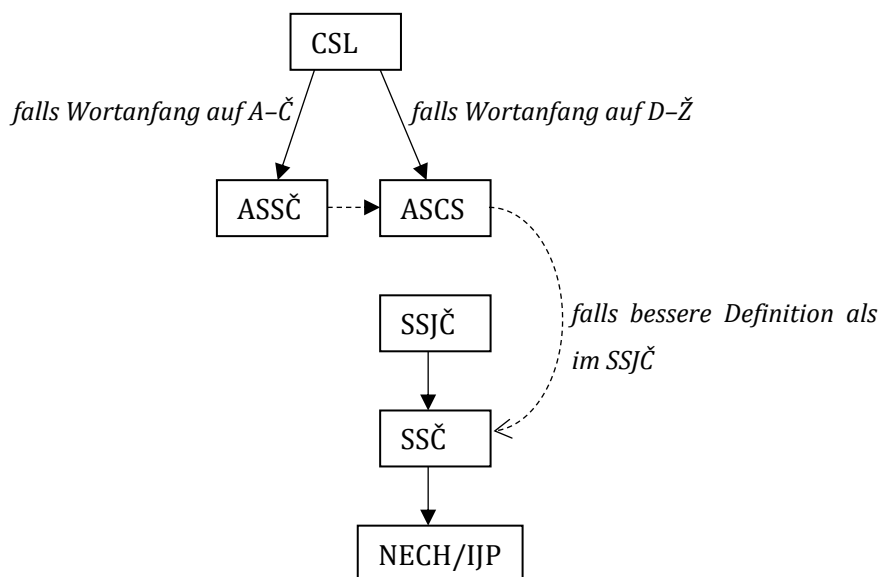 CSL
falls Wortanfang auf A–Č
falls Wortanfang auf D–Ž
ASSČ
ASCS
SSJČ
falls bessere Definition als
im SSJČ
SSČ
NECH/IJP